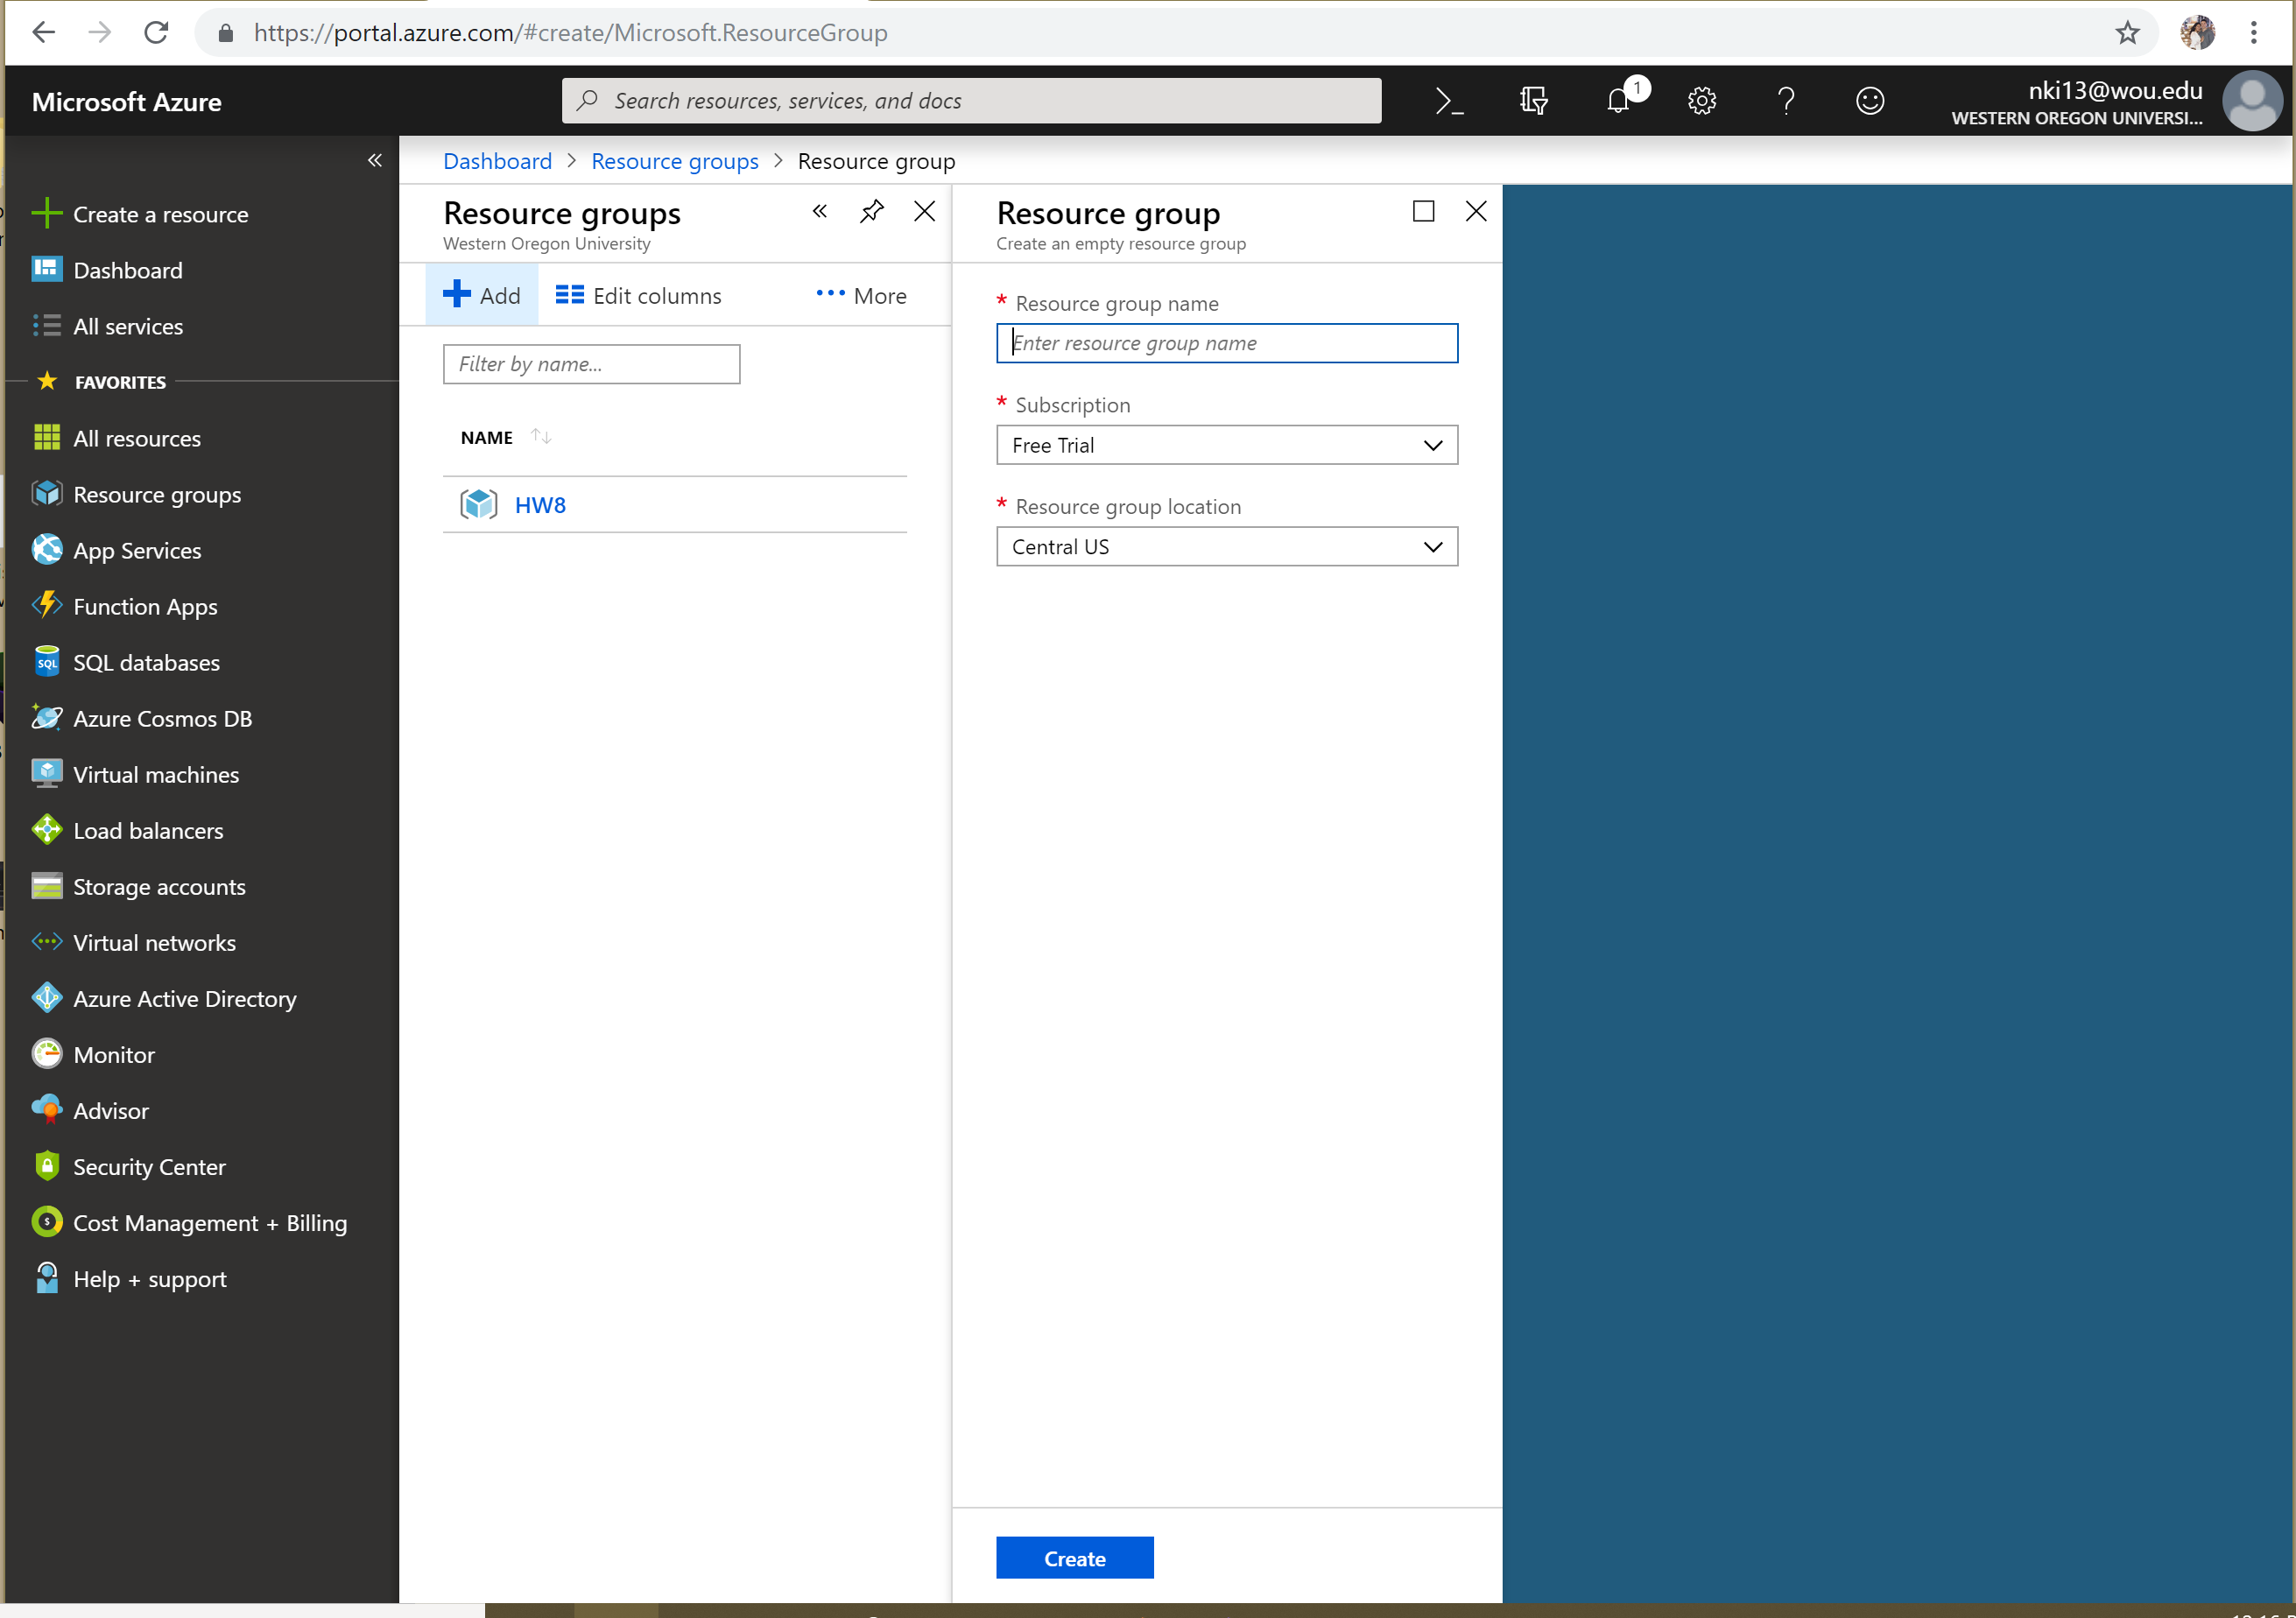 https://portal.azure.com/#create/Microsoft.ResourceGroup
Microsoft Azure
Search resources, services, and docs
1
nki13@wou.edu
WESTERN OREGON UNIVERSI...
Dashboard > Resource groups > Resource group
Create a resource
Dashboard
All services
FAVORITES
All resources
Resource groups
App Services
Function Apps
SQL databases
Azure Cosmos DB
Virtual machines
Load balancers
Storage accounts
Virtual networks
Azure Active Directory
Monitor
Advisor
Security Center
Cost Management + Billing
Help + support
Resource groups
Western Oregon University
Add
Edit columns
More
Filter by name...
NAME
HW8
Resource group
Create an empty resource group
* Resource group name
Enter resource group name
* Subscription
Free Trial
* Resource group location
Central US
Create